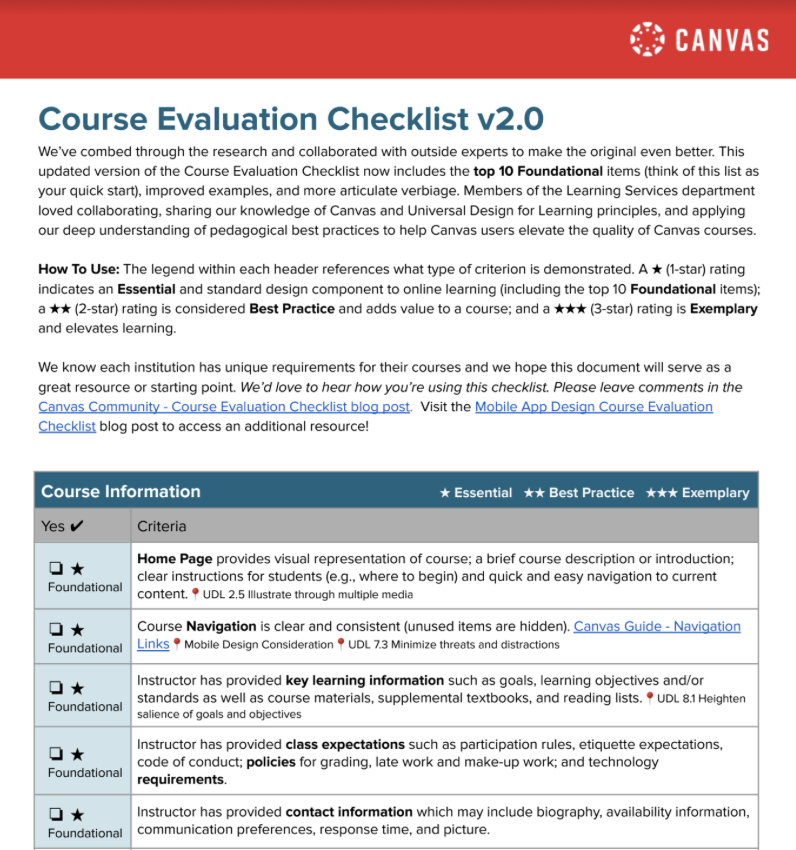 CANVAS
Course Evaluation Checklist v2.0
We've combed through the research and collaborated with outside experts to make the original even better. This
updated version of the Course Evaluation Checklist now includes the top 10 Foundational items (think of this list as
your quick start), improved examples, and more articulate verbiage. Members of the Learning Services department
loved collaborating, sharing our knowledge of Canvas and Universal Design for Learning principles, and applying
our deep understanding of pedagogical best practices to help Canvas users elevate the quality of Canvas courses.
How To Use: The legend within each header references what type of criterion is demonstrated. A ★ (1-star) rating
indicates an Essential and standard design component to online learning (including the top 10 Foundational items);
a ★★ (2-star) rating is considered Best Practice and adds value to a course; and a ★★★ (3-star) rating is Exemplary
and elevates learning.
We know each institution has unique requirements for their courses and we hope this document will serve as a
great resource or starting point. We'd love to hear how you're using this checklist. Please leave comments in the
Canvas Community - Course Evaluation Checklist blog post. Visit the Mobile App Design Course Evaluation
Checklist blog post to access an additional resource!
Course Information ★ Essential ★★ Best Practice ★★★ Exemplary
Yes ✔ Criteria
❏ ★
Foundational
Home Page provides visual representation of course; a brief course description or introduction;
clear instructions for students (e.g., where to begin) and quick and easy navigation to current
content. 📍 UDL 2.5 Illustrate through multiple media
❏ ★
Foundational
Course Navigation is clear and consistent (unused items are hidden). Canvas Guide - Navigation
Links 📍 Mobile Design Consideration 📍 UDL 7.3 Minimize threats and distractions
❏ ★
Foundational
Instructor has provided key learning information such as goals, learning objectives and/or
standards as well as course materials, supplemental textbooks, and reading lists. 📍 UDL 8.1 Heighten
salience of goals and objectives
❏ ★
Foundational
Instructor has provided class expectations such as participation rules, etiquette expectations,
code of conduct; policies for grading, late work and make-up work; and technology
requirements.
❏ ★
Foundational
Instructor has provided contact information which may include biography, availability information,
communication preferences, response time, and picture.